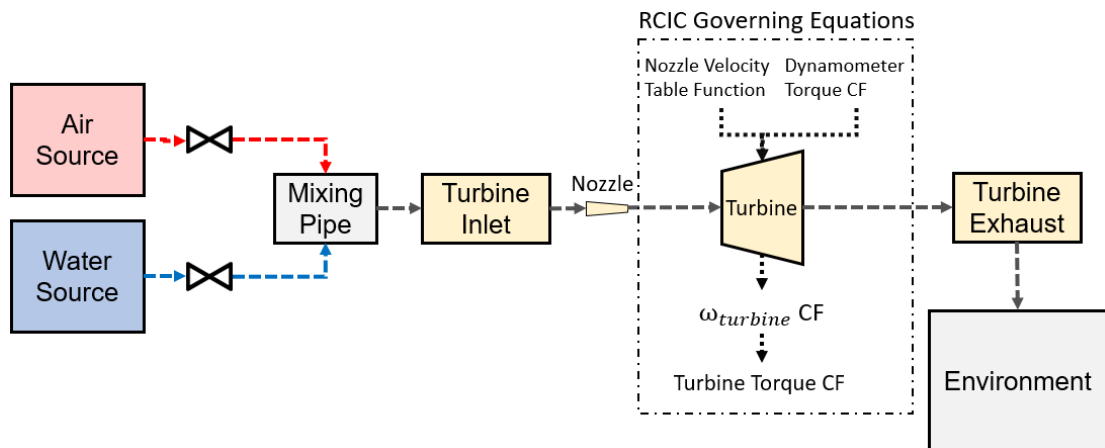 RCIC Governing Equations
Nozzle Velocity
Table Function
Dynamometer
Torque CF
Air
Source
Mixing
Pipe
Turbine
Inlet
Nozzle
Turbine
Turbine
Exhaust
Water
Source
ω_turbine CF
Turbine Torque CF
Environment